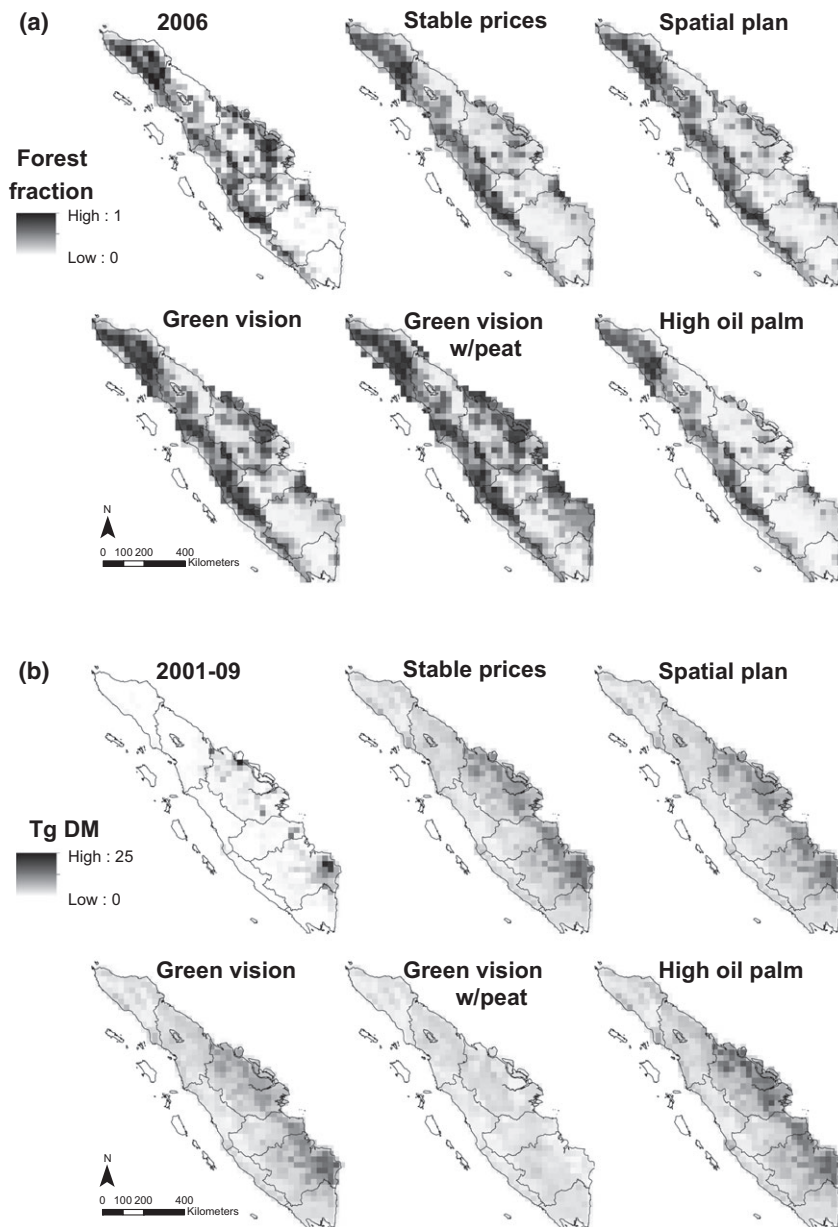 (a)
2006
Stable prices
Spatial plan
Forest
fraction
High : 1
Low : 0
Green vision
Green vision
w/peat
High oil palm
N
0 100 200 400
Kilometers
(b)
2001-09
Stable prices
Spatial plan
Tg DM
High : 25
Low : 0
Green vision
Green vision
w/peat
High oil palm
N
0 100 200 400
Kilometers